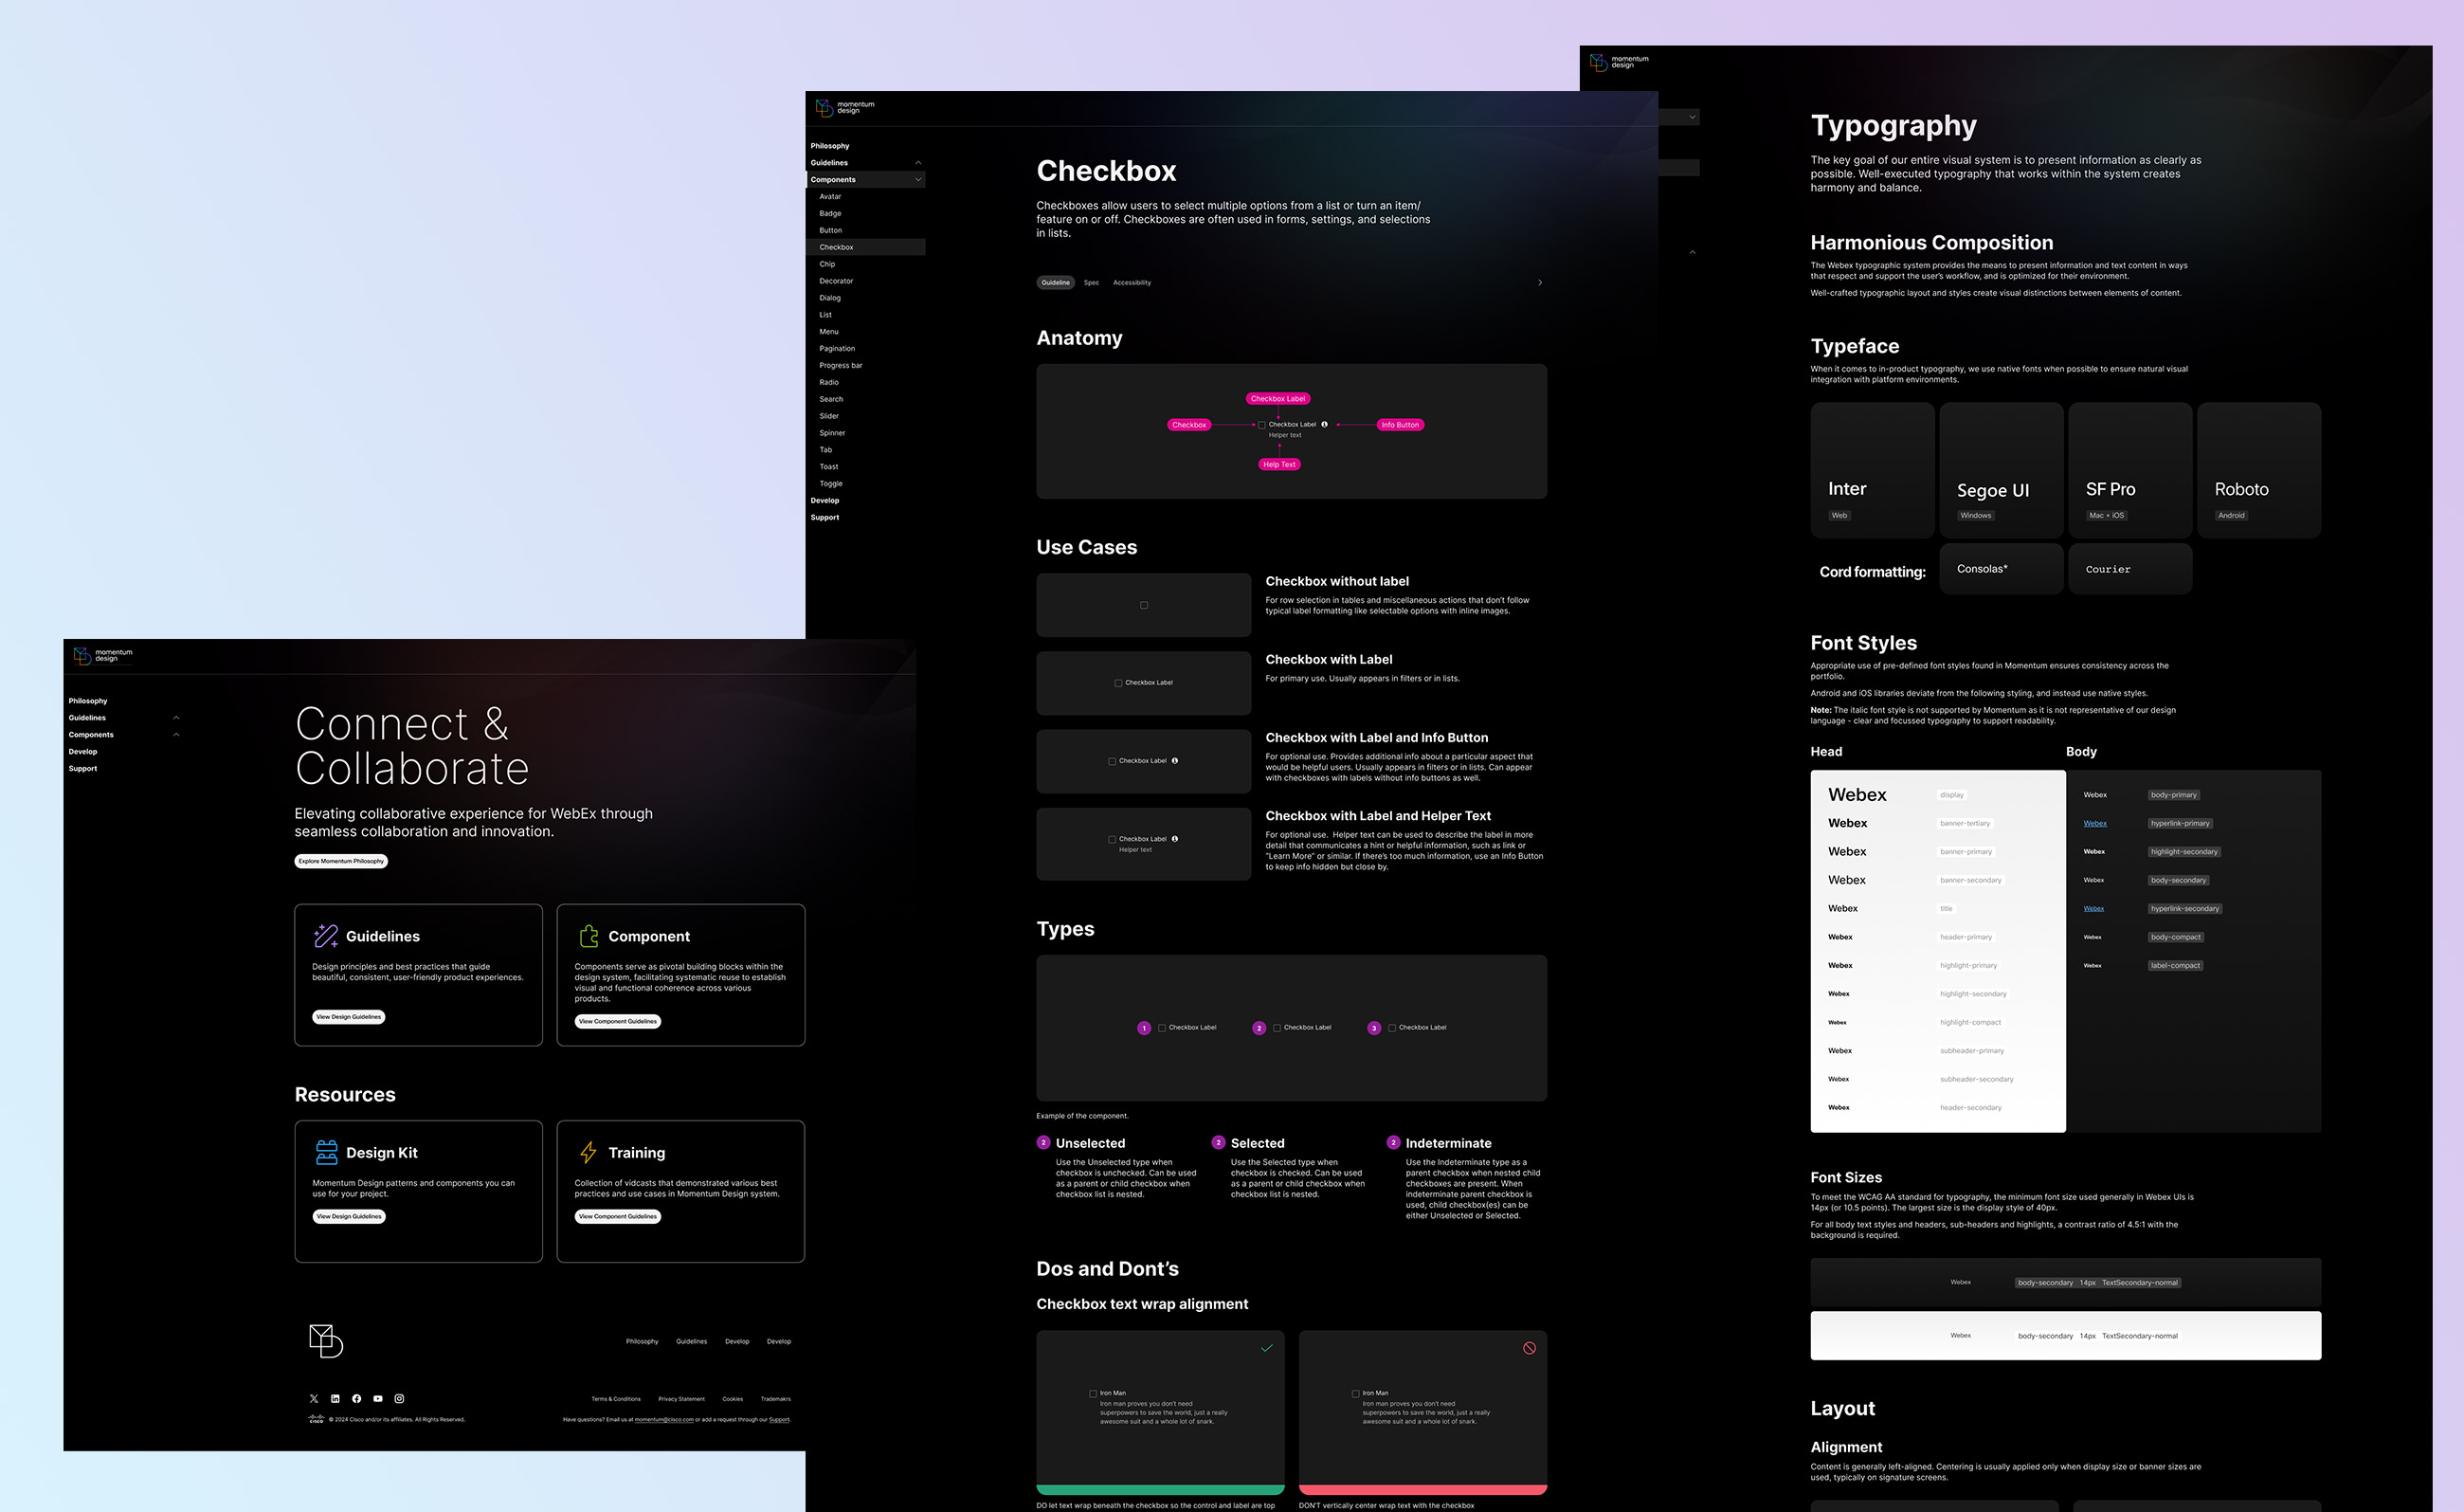 momentum
design
Philosophy
Guidelines
Components
Develop
Support
Connect &
Collaborate
Elevating collaborative experience for WebEx through
seamless collaboration and innovation.
Explore Momentum Philosophy
Guidelines
Design principles and best practices that guide
beautiful, consistent, user-friendly product experiences.
View Design Guidelines
Component
Components serve as pivotal building blocks within the
design system, facilitating systematic reuse to establish
visual and functional coherence across various
products.
View Component Guidelines
Resources
Design Kit
Momentum Design patterns and components you can
use for your project.
View Design Guidelines
Training
Collection of vidcasts that demonstrated various best
practices and use cases in Momentum Design system.
View Component Guidelines
Philosophy Guidelines Develop Develop
Terms & Conditions Privacy Statement Cookies Trademakrs
cisco © 2024 Cisco and/or its affiliates. All Rights Reserved.
Have questions? Email us at momentum@cisco.com or add a request through our Support.
momentum
design
Philosophy
Guidelines
Components
Avatar
Badge
Button
Checkbox
Chip
Decorator
Dialog
List
Menu
Pagination
Progress bar
Radio
Search
Slider
Spinner
Tab
Toast
Toggle
Develop
Support
Checkbox
Checkboxes allow users to select multiple options from a list or turn an item/
feature on or off. Checkboxes are often used in forms, settings, and selections
in lists.
Guideline Spec Accessibility
Anatomy
Checkbox Label
Checkbox
Checkbox Label
Info Button
Helper text
Help Text
Use Cases
Checkbox without label
For row selection in tables and miscellaneous actions that don't follow
typical label formatting like selectable options with inline images.
Checkbox Label
Checkbox with Label
For primary use. Usually appears in filters or in lists.
Checkbox Label
Checkbox with Label and Info Button
For optional use. Provides additional info about a particular aspect that
would be helpful users. Usually appears in filters or in lists. Can appear
with checkboxes with labels without info buttons as well.
Checkbox Label
Helper text
Checkbox with Label and Helper Text
For optional use. Helper text can be used to describe the label in more
detail that communicates a hint or helpful information, such as link or
"Learn More" or similar. If there's too much information, use an Info Button
to keep info hidden but close by.
Types
1 Checkbox Label
2 Checkbox Label
3 Checkbox Label
Example of the component.
2 Unselected
Use the Unselected type when
checkbox is unchecked. Can be used
as a parent or child checkbox when
checkbox list is nested.
2 Selected
Use the Selected type when
checkbox is checked. Can be used
as a parent or child checkbox when
checkbox list is nested.
2 Indeterminate
Use the Indeterminate type as a
parent checkbox when nested child
checkboxes are present. When
indeterminate parent checkbox is
used, child checkbox(es) can be
either Unselected or Selected.
Dos and Dont's
Checkbox text wrap alignment
Iron Man
Iron man proves you don't need
superpowers to save the world, just a really
awesome suit and a whole lot of snark.
DO let text wrap beneath the checkbox so the control and label are top
Iron Man
Iron man proves you don't need
superpowers to save the world, just a really
awesome suit and a whole lot of snark.
DON'T vertically center wrap text with the checkbox
momentum
design
Typography
The key goal of our entire visual system is to present information as clearly as
possible. Well-executed typography that works within the system creates
harmony and balance.
Harmonious Composition
The Webex typographic system provides the means to present information and text content in ways
that respect and support the user's workflow, and is optimized for their environment.
Well-crafted typographic layout and styles create visual distinctions between elements of content.
Typeface
When it comes to in-product typography, we use native fonts when possible to ensure natural visual
integration with platform environments.
Inter
Web
Segoe UI
Windows
SF Pro
Mac + iOS
Roboto
Android
Cord formatting:
Consolas*
Courier
Font Styles
Appropriate use of pre-defined font styles found in Momentum ensures consistency across the
portfolio.
Android and iOS libraries deviate from the following styling, and instead use native styles.
Note: The italic font style is not supported by Momentum as it is not representative of our design
language - clear and focussed typography to support readability.
Head
Webex display
Webex banner-tertiary
Webex banner-primary
Webex banner-secondary
Webex title
Webex header-primary
Webex highlight-primary
Webex highlight-secondary
Webex highlight-compact
Webex subheader-primary
Webex subheader-secondary
Webex header-secondary
Body
Webex body-primary
Webex hyperlink-primary
Webex highlight-secondary
Webex body-secondary
Webex hyperlink-secondary
Webex body-compact
Webex label-compact
Font Sizes
To meet the WCAG AA standard for typography, the minimum font size used generally in Webex UIs is
14px (or 10.5 points). The largest size is the display style of 40px.
For all body text styles and headers, sub-headers and highlights, a contrast ratio of 4.5:1 with the
background is required.
Webex body-secondary 14px TextSecondary-normal
Webex body-secondary 14px TextSecondary-normal
Layout
Alignment
Content is generally left-aligned. Centering is usually applied only when display size or banner sizes are
used, typically on signature screens.